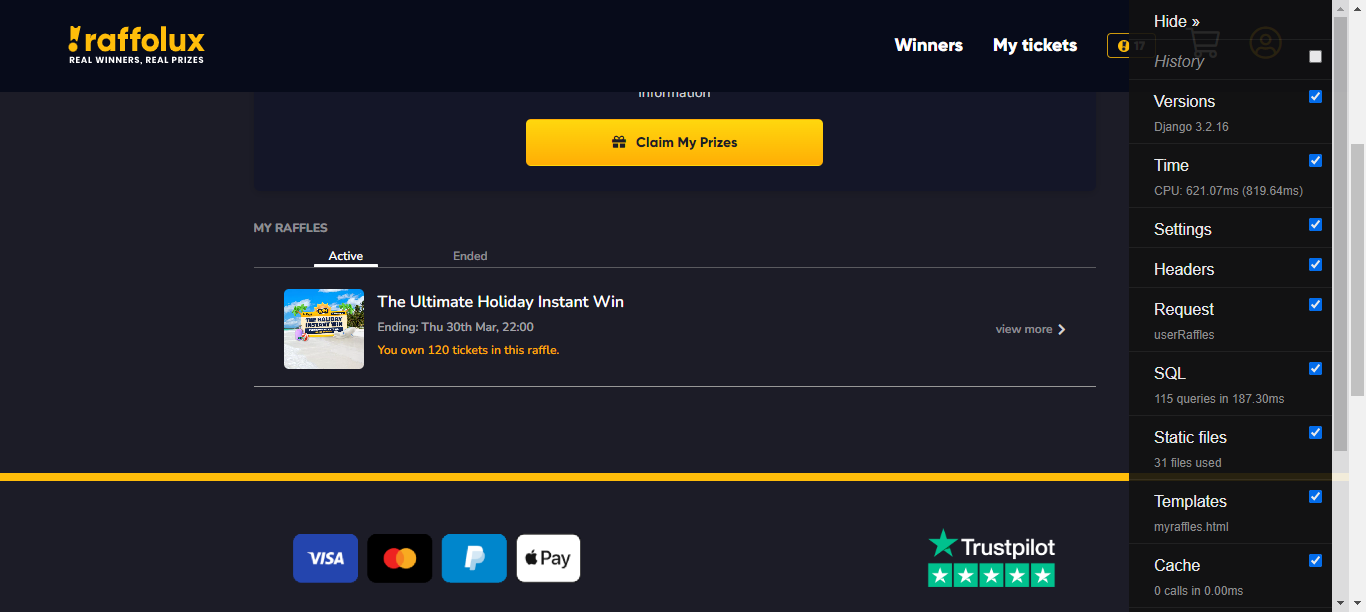 raffolux
REAL WINNERS, REAL PRIZES
Winners
My tickets
17
Information
Claim My Prizes
MY RAFFLES
Active
Ended
THE HOLIDAY
INSTANT WIN
The Ultimate Holiday Instant Win
Ending: Thu 30th Mar, 22:00
You own 120 tickets in this raffle.
view more
VISA
Pay
Trustpilot
Hide »
History
Versions
Django 3.2.16
Time
CPU: 621.07ms (819.64ms)
Settings
Headers
Request
userRaffles
SQL
115 queries in 187.30ms
Static files
31 files used
Templates
myraffles.html
Cache
0 calls in 0.00ms